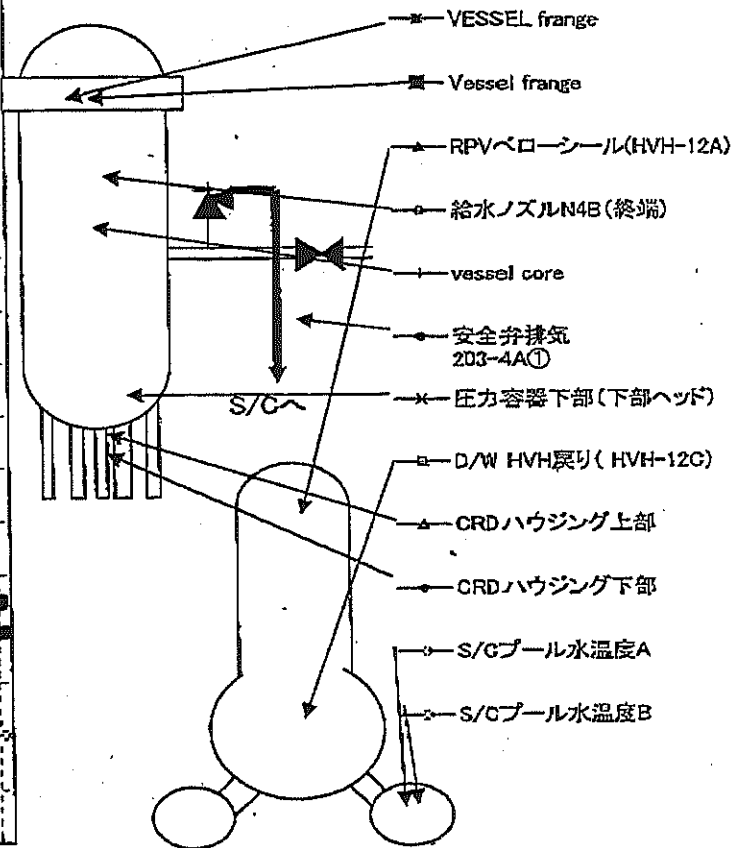 VESSEL frange
Vessel frange
RPVベローシール(HVH-12A)
給水ノズルN4B(終端)
vessel core
安全弁排気
203-4A①
圧力容器下部(下部ヘッド)
S/Cへ
D/W HVH戻り( HVH-12C)
CRDハウジング上部
CRDハウジング下部
S/Cプール水温度A
S/Cプール水温度B